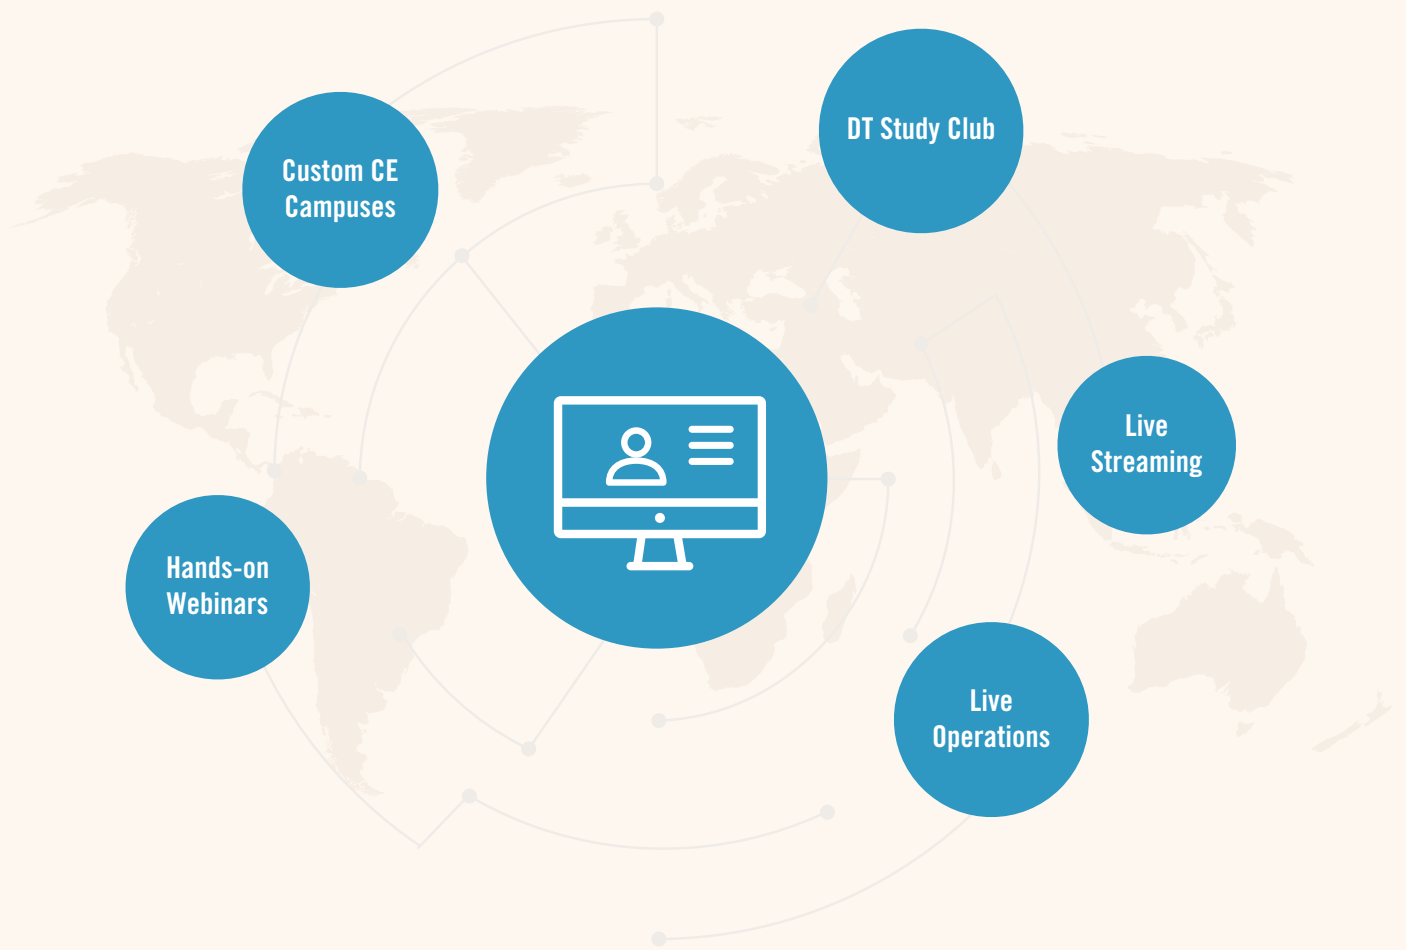 DT Study Club
Custom CE
Campuses
Live
Streaming
Hands-on
Webinars
Live
Operations